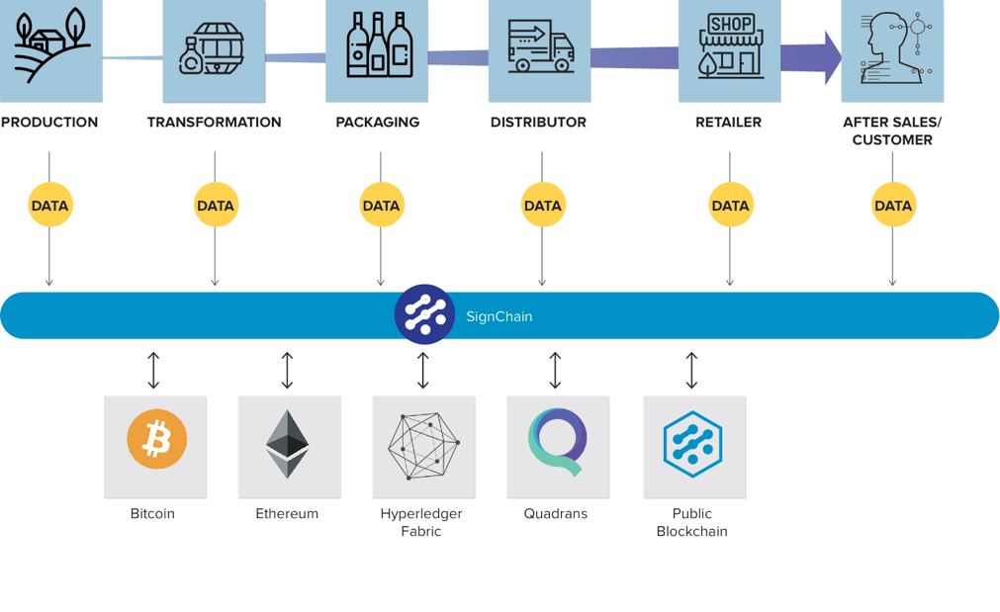 SHOP
PRODUCTION
TRANSFORMATION
PACKAGING
DISTRIBUTOR
RETAILER
AFTER SALES/
CUSTOMER
DATA
DATA
DATA
DATA
DATA
DATA
SignChain
Bitcoin
Ethereum
Hyperledger
Fabric
Quadrans
Public
Blockchain